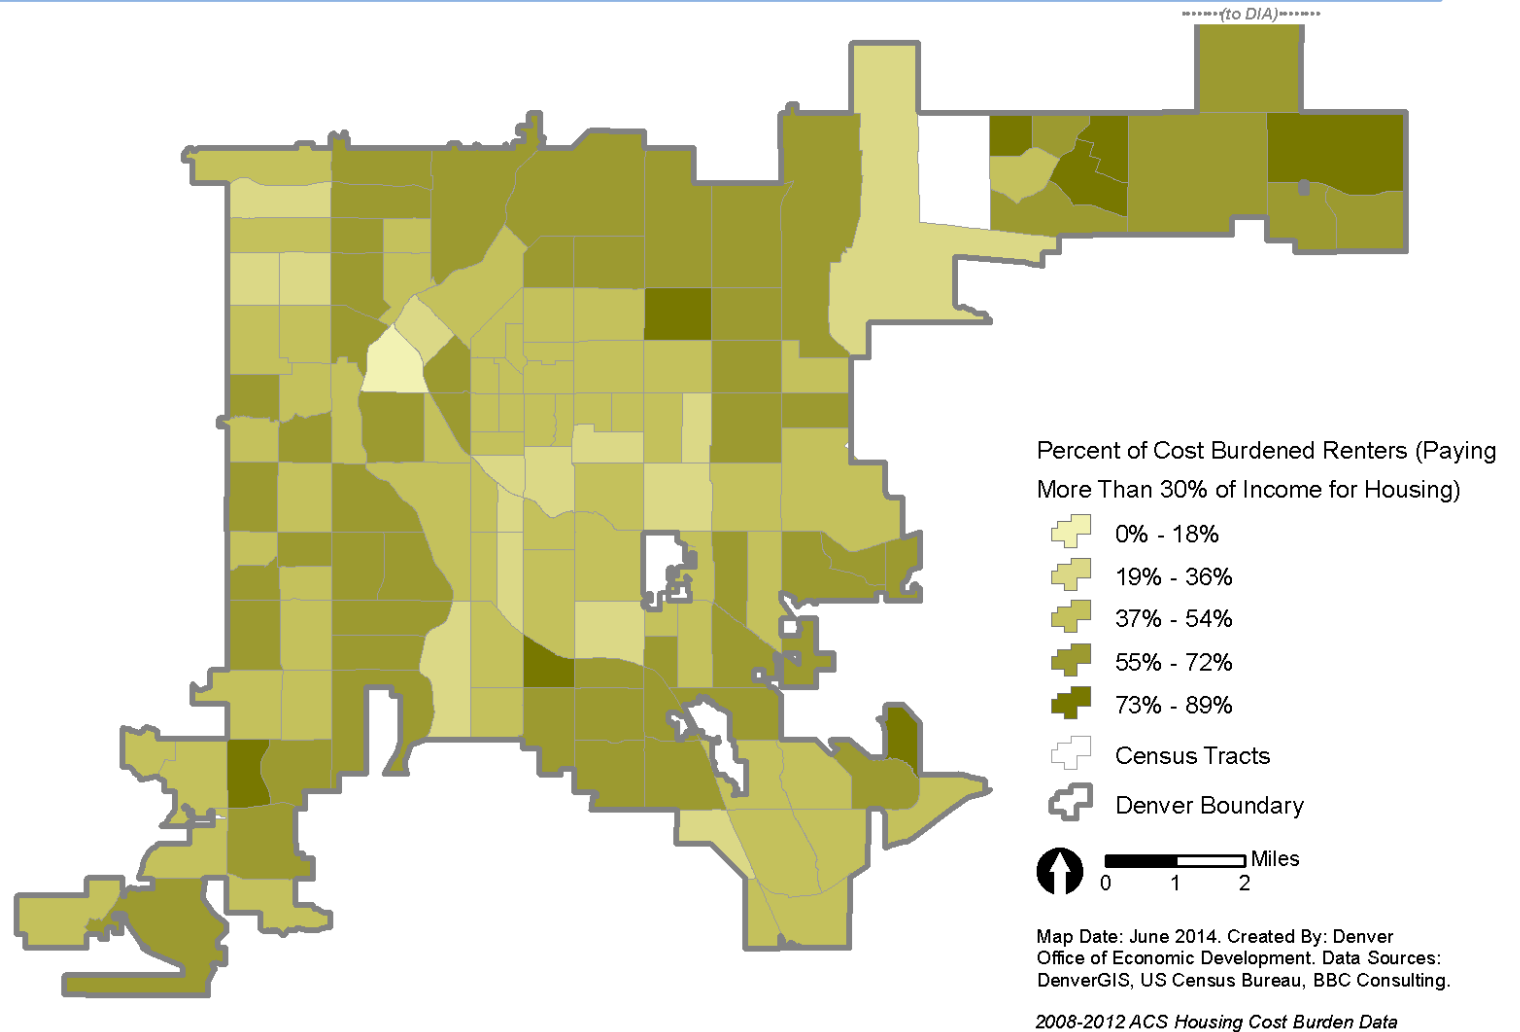 (to DIA)
Percent of Cost Burdened Renters (Paying
More Than 30% of Income for Housing)
0% - 18%
19% - 36%
37% - 54%
55% - 72%
73% - 89%
Census Tracts
Denver Boundary
Miles
0 1 2
Map Date: June 2014. Created By: Denver
Office of Economic Development. Data Sources:
DenverGIS, US Census Bureau, BBC Consulting.
2008-2012 ACS Housing Cost Burden Data